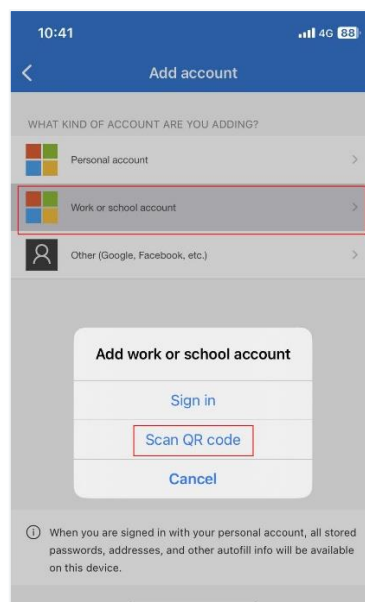 10:41
4G 88
Add account
WHAT KIND OF ACCOUNT ARE YOU ADDING?
Personal account
Work or school account
Other (Google, Facebook, etc.)
Add work or school account
Sign in
Scan QR code
Cancel
When you are signed in with your personal account, all stored
passwords, addresses, and other autofill info will be available
on this device.